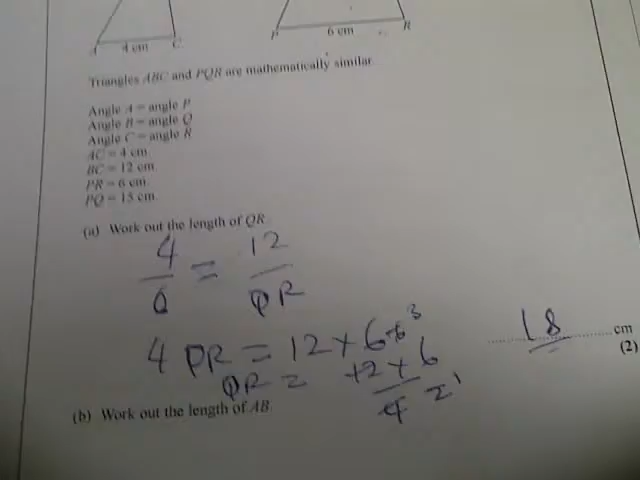 A 4 cm C
P 6 cm R
Triangles ABC and PQR are mathematically similar.
Angle A = angle P
Angle B = angle Q
Angle C = angle R
AC = 4 cm
BC = 12 cm
PR = 6 cm
PQ = 15 cm
(a) Work out the length of QR.
4/6 = 12/QR
4 QR = 12 × 6
QR = 12 × 6 / 4
3
18 cm
(2)
(b) Work out the length of AB.